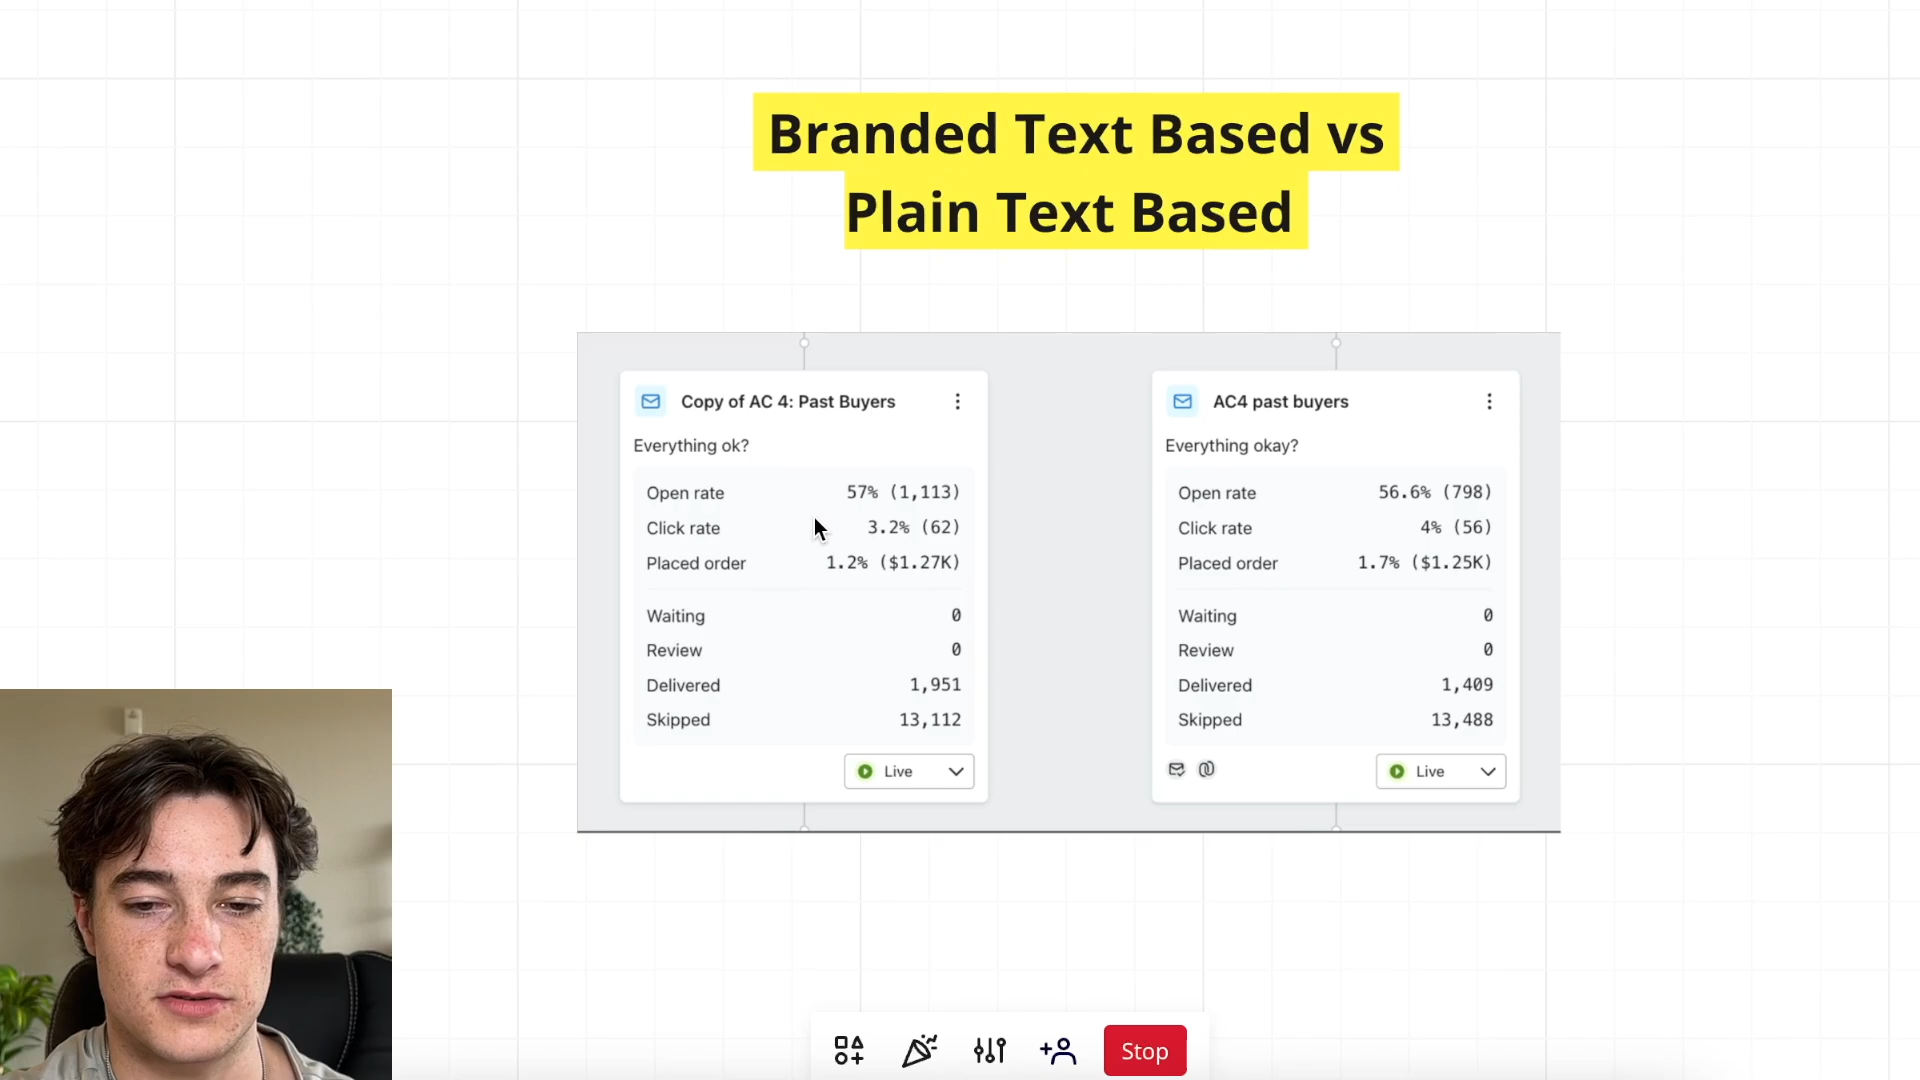 Branded Text Based vs
Plain Text Based
Copy of AC 4: Past Buyers
Everything ok?
Open rate 57% (1,113)
Click rate 3.2% (62)
Placed order 1.2% ($1.27K)
Waiting 0
Review 0
Delivered 1,951
Skipped 13,112
Live
AC4 past buyers
Everything okay?
Open rate 56.6% (798)
Click rate 4% (56)
Placed order 1.7% ($1.25K)
Waiting 0
Review 0
Delivered 1,409
Skipped 13,488
Live
Stop